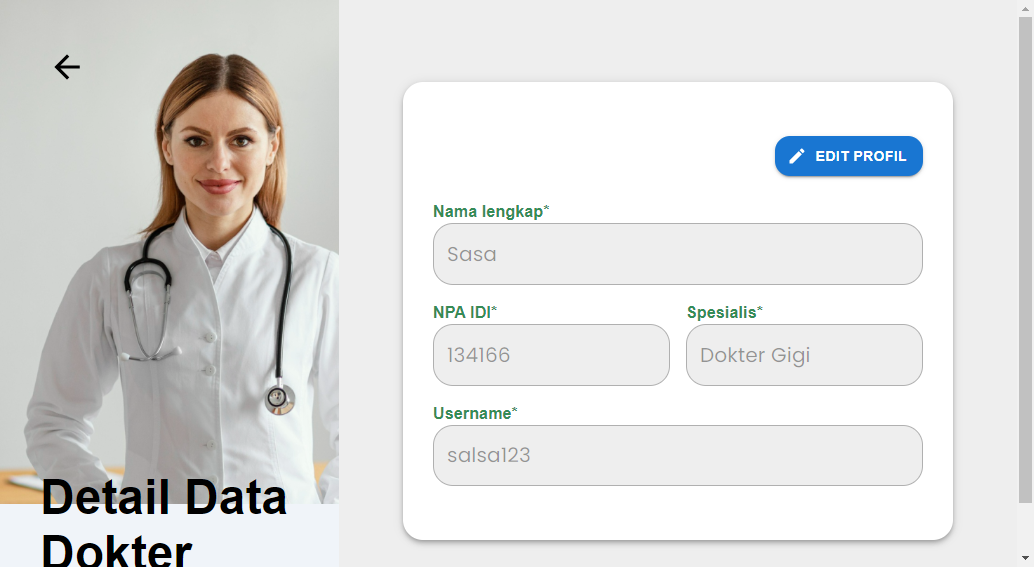 EDIT PROFIL
Nama lengkap*
Sasa
NPA IDI*
Spesialis*
134166
Dokter Gigi
Username*
salsa123
Detail Data
Dokter